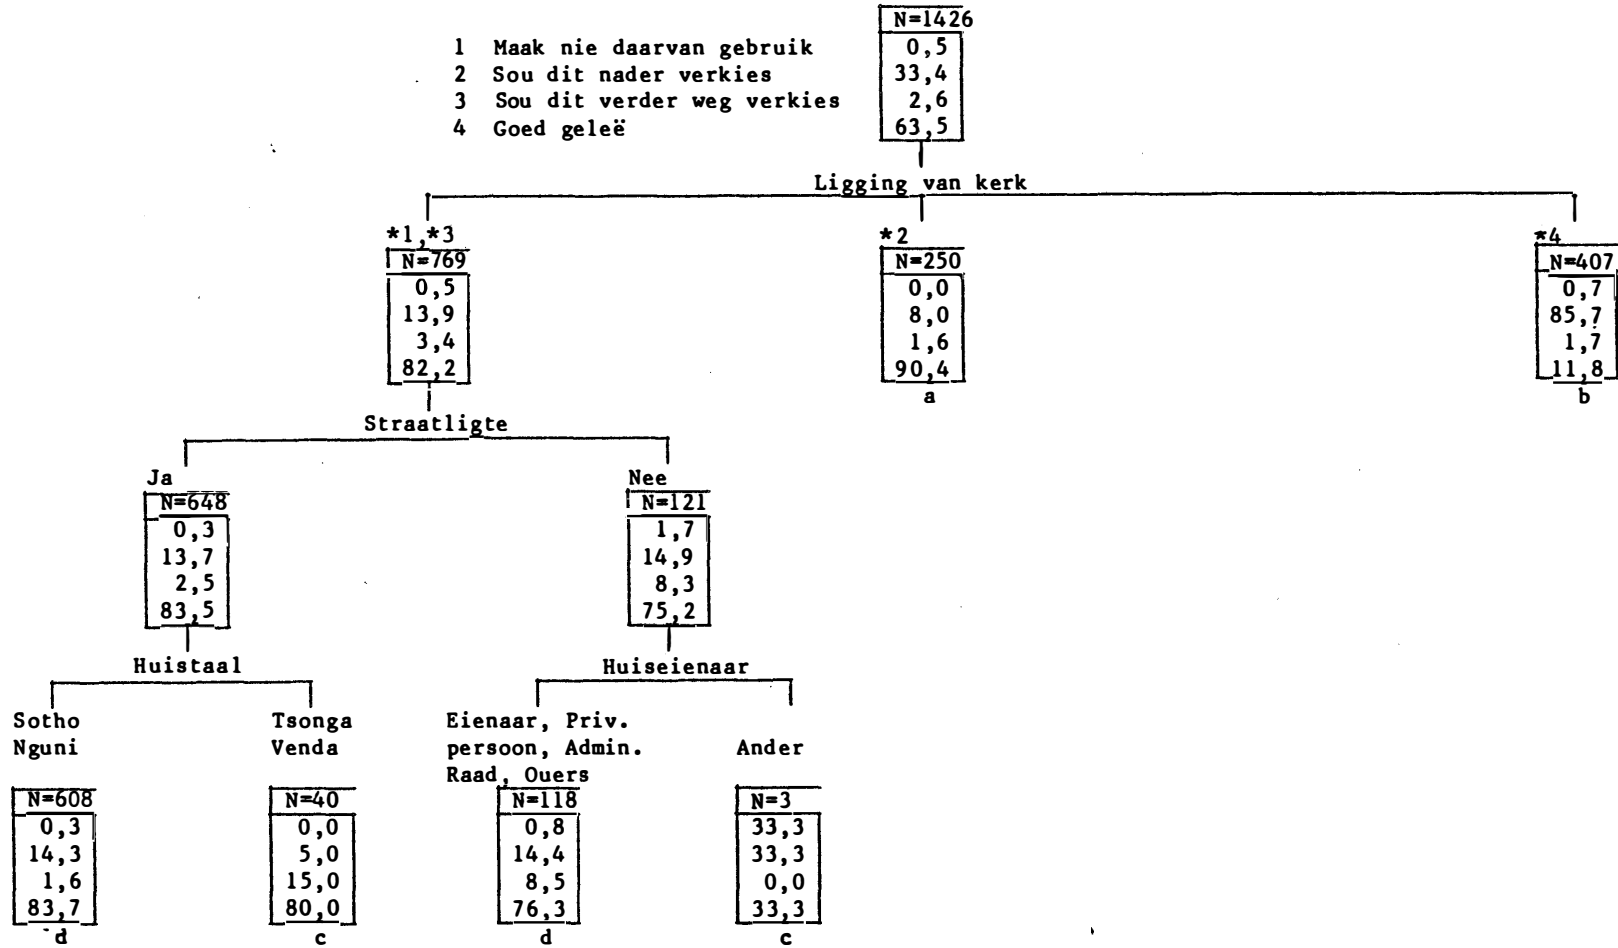 N=1426
1 Maak nie daarvan gebruik 0,5
2 Sou dit nader verkies 33,4
3 Sou dit verder weg verkies 2,6
4 Goed geleë 63,5
Ligging van kerk
*1,*3 *2 *4
N=769 N=250 N=407
0,5 0,0 0,7
13,9 8,0 85,7
3,4 1,6 1,7
82,2 90,4 11,8
a b
Straatligte
Ja Nee
N=648 N=121
0,3 1,7
13,7 14,9
2,5 8,3
83,5 75,2
Huistaal Huiseienaar
Sotho Tsonga Eienaar, Priv.
Nguni Venda persoon, Admin. Ander
Raad, Ouers
N=608 N=40 N=118 N=3
0,3 0,0 0,8 33,3
14,3 5,0 14,4 33,3
1,6 15,0 8,5 0,0
83,7 80,0 76,3 33,3
d c d c